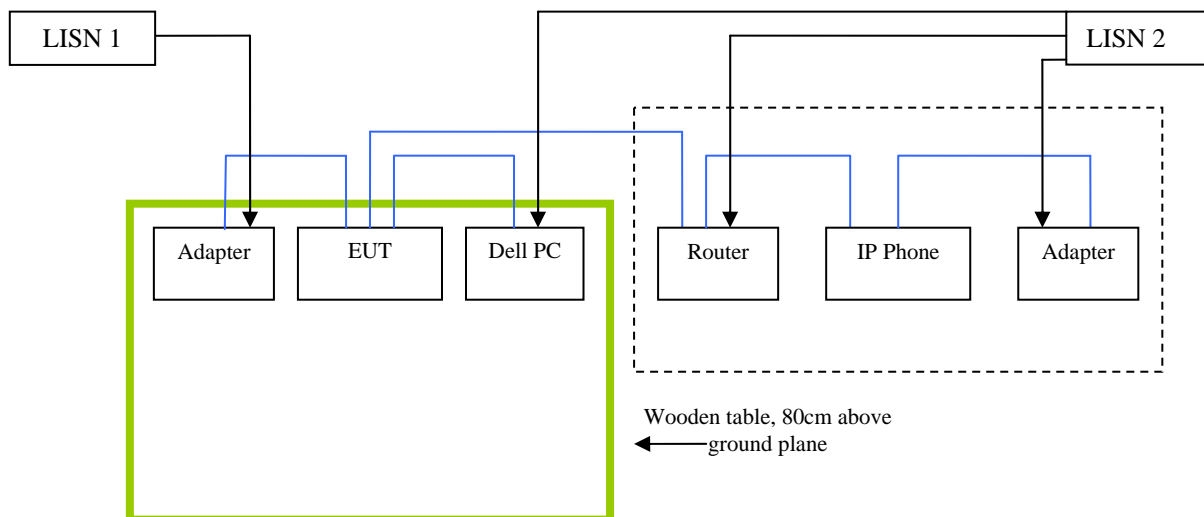 LISN 1
LISN 2
Adapter
EUT
Dell PC
Router
IP Phone
Adapter
Wooden table, 80cm above
ground plane